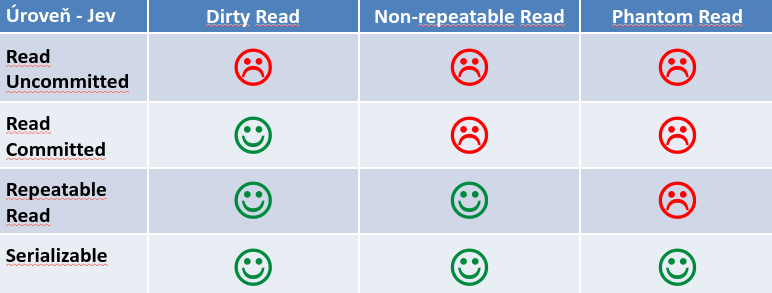 Úroveň - Jev
Dirty Read
Non-repeatable Read
Phantom Read
Read
Uncommitted
Read
Committed
Repeatable
Read
Serializable